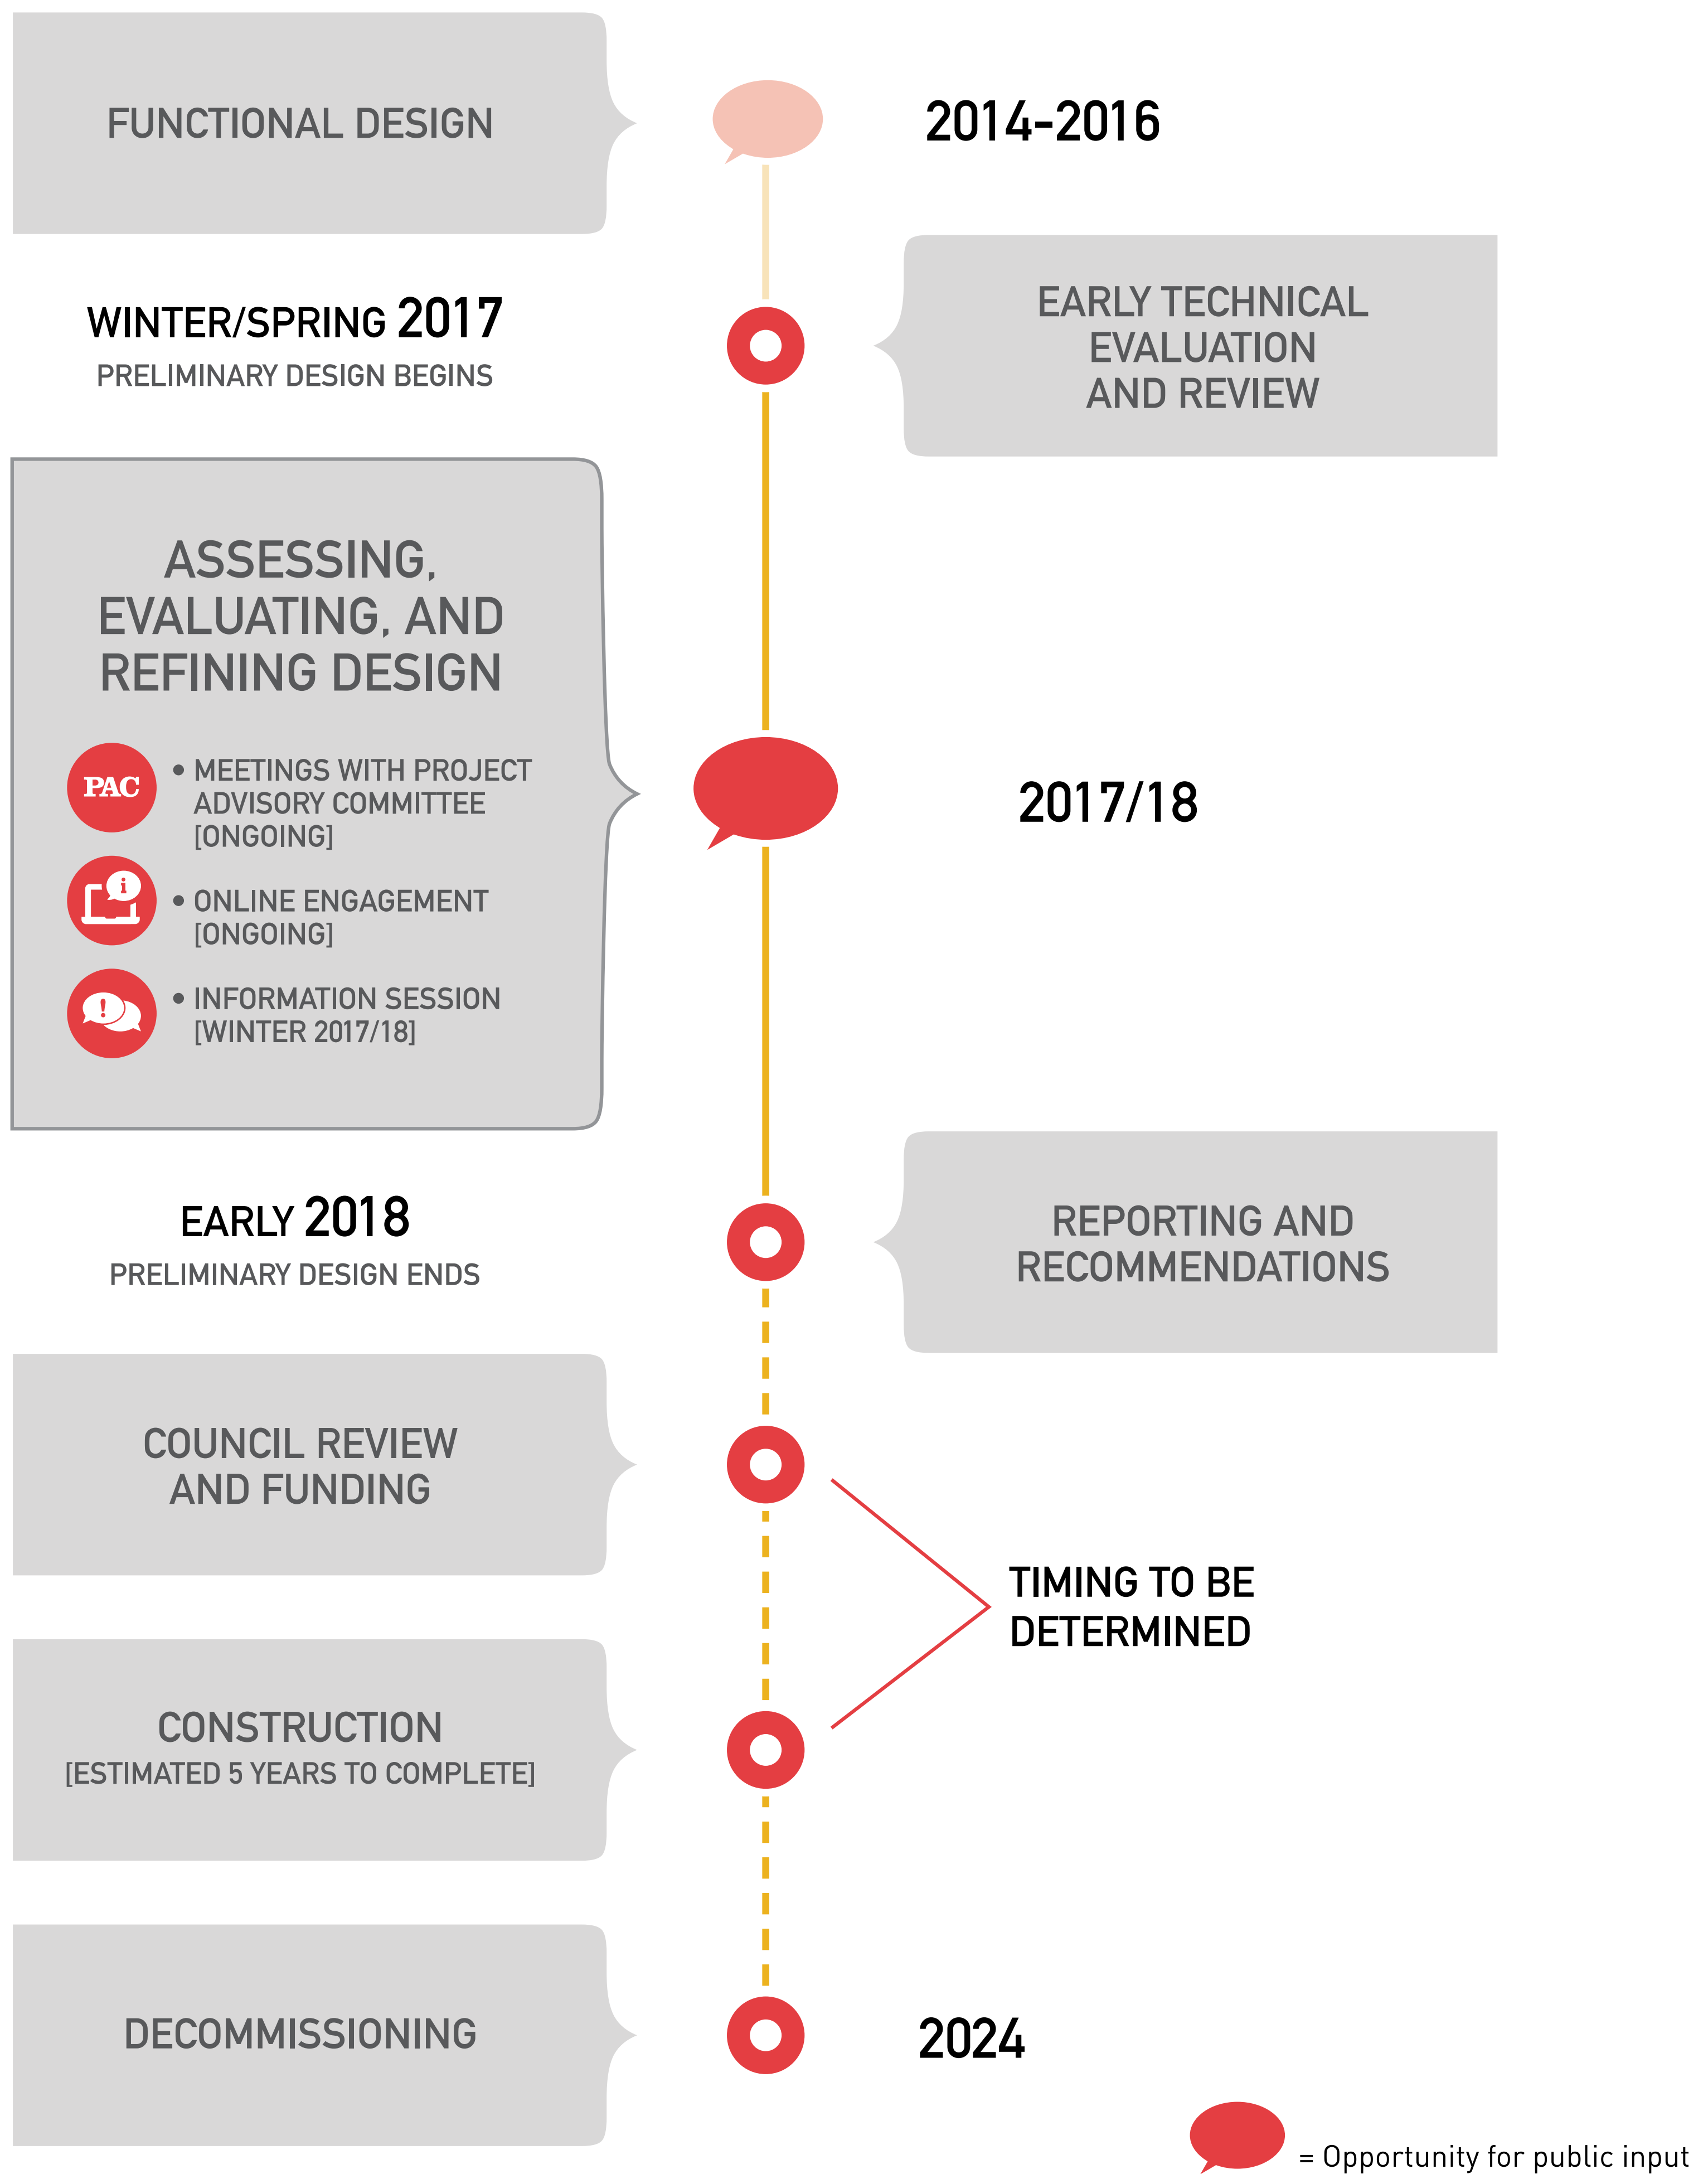 FUNCTIONAL DESIGN
2014-2016
WINTER/SPRING 2017
PRELIMINARY DESIGN BEGINS
EARLY TECHNICAL
EVALUATION
AND REVIEW
ASSESSING,
EVALUATING, AND
REFINING DESIGN
PAC
• MEETINGS WITH PROJECT
ADVISORY COMMITTEE
[ONGOING]
i
• ONLINE ENGAGEMENT
[ONGOING]
!
• INFORMATION SESSION
[WINTER 2017/18]
2017/18
EARLY 2018
PRELIMINARY DESIGN ENDS
REPORTING AND
RECOMMENDATIONS
COUNCIL REVIEW
AND FUNDING
TIMING TO BE
DETERMINED
CONSTRUCTION
[ESTIMATED 5 YEARS TO COMPLETE]
DECOMMISSIONING
2024
= Opportunity for public input